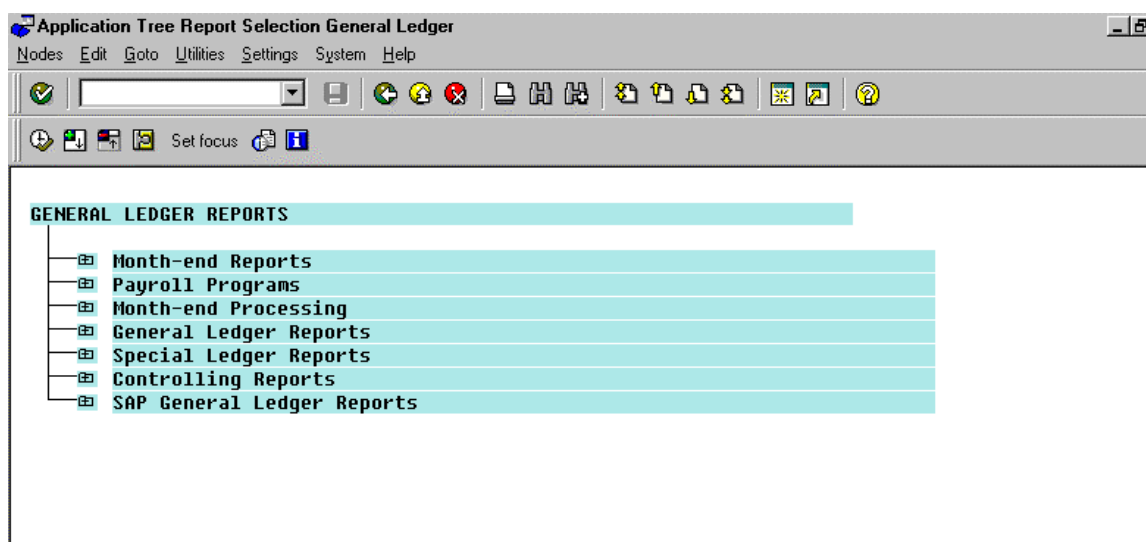 Application Tree Report Selection General Ledger
Nodes Edit Goto Utilities Settings System Help
Set focus
GENERAL LEDGER REPORTS
Month-end Reports
Payroll Programs
Month-end Processing
General Ledger Reports
Special Ledger Reports
Controlling Reports
SAP General Ledger Reports